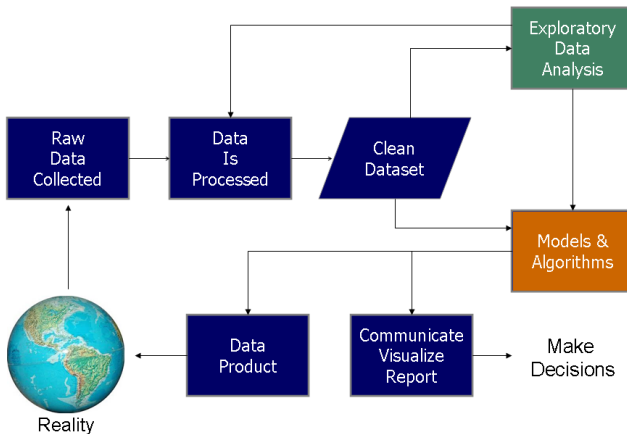 Exploratory
Data
Analysis
Raw
Data
Collected
Data
Is
Processed
Clean
Dataset
Models &
Algorithms
Data
Product
Communicate
Visualize
Report
Make
Decisions
Reality